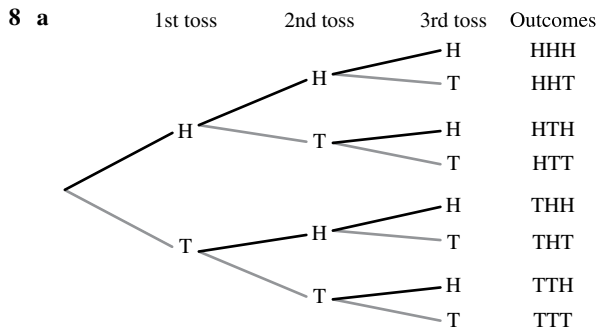 8 a 1st toss 2nd toss 3rd toss Outcomes
H HHH
H
T HHT
H
H HTH
T
T HTT
H THH
H
T
T THT
H TTH
T
T TTT